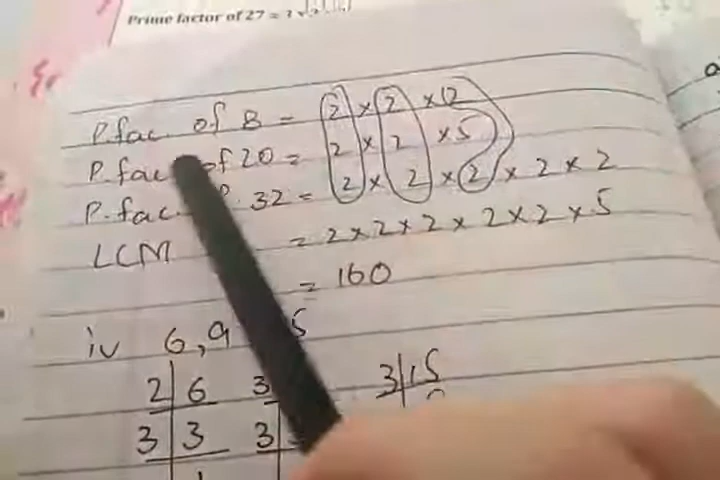 Prime factor of 27 =
P.fac. of 8 = 2 × 2 × 2
P.fac of 20 = 2 × 2 × 5
P.fac. 32 = 2 × 2 × 2 × 2 × 2
LCM = 2×2×2×2×2×5
= 160
iv 6,9 5
2 6 3 3 15
3 3 3